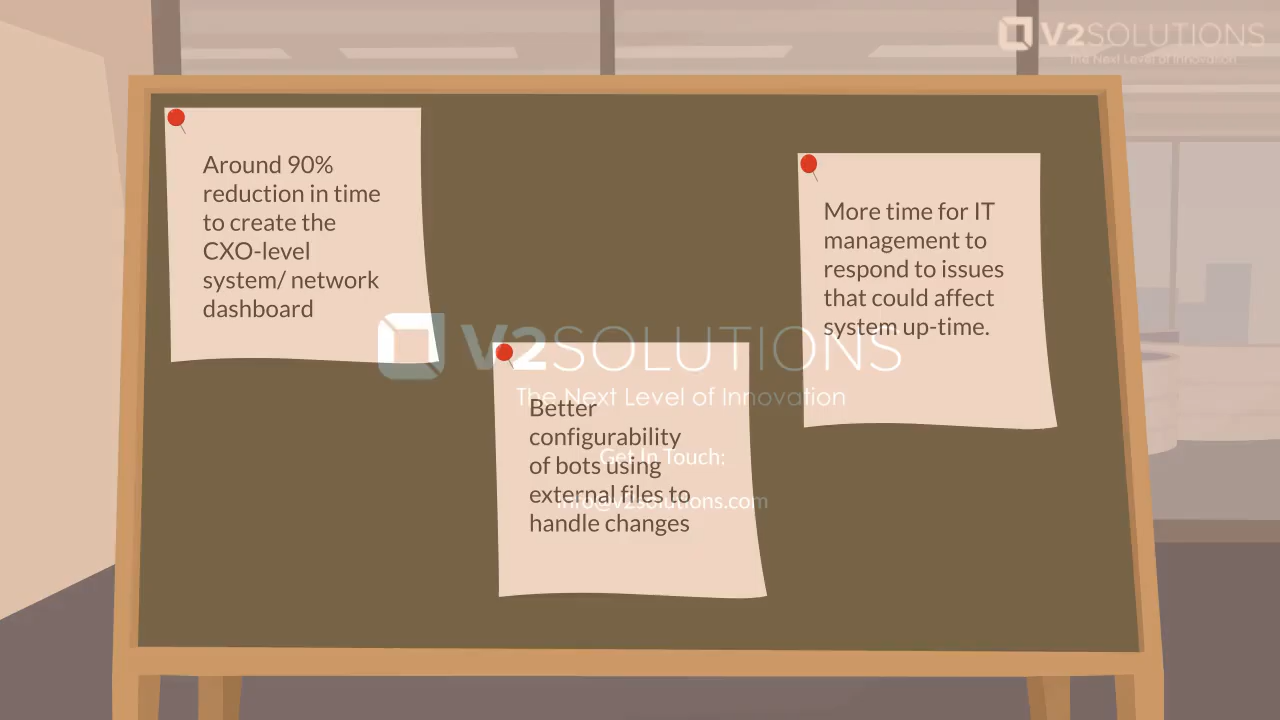 V2SOLUTIONS
the Next Level of Innovation
Around 90%
reduction in time
to create the
CXO-level
system/ network
dashboard
More time for IT
management to
respond to issues
that could affect
system up-time.
V2SOLUTIONS
The Next Level of Innovation
Better
configurability
of bots using
external files to
handle changes
Get In Touch:
info@v2solutions.com